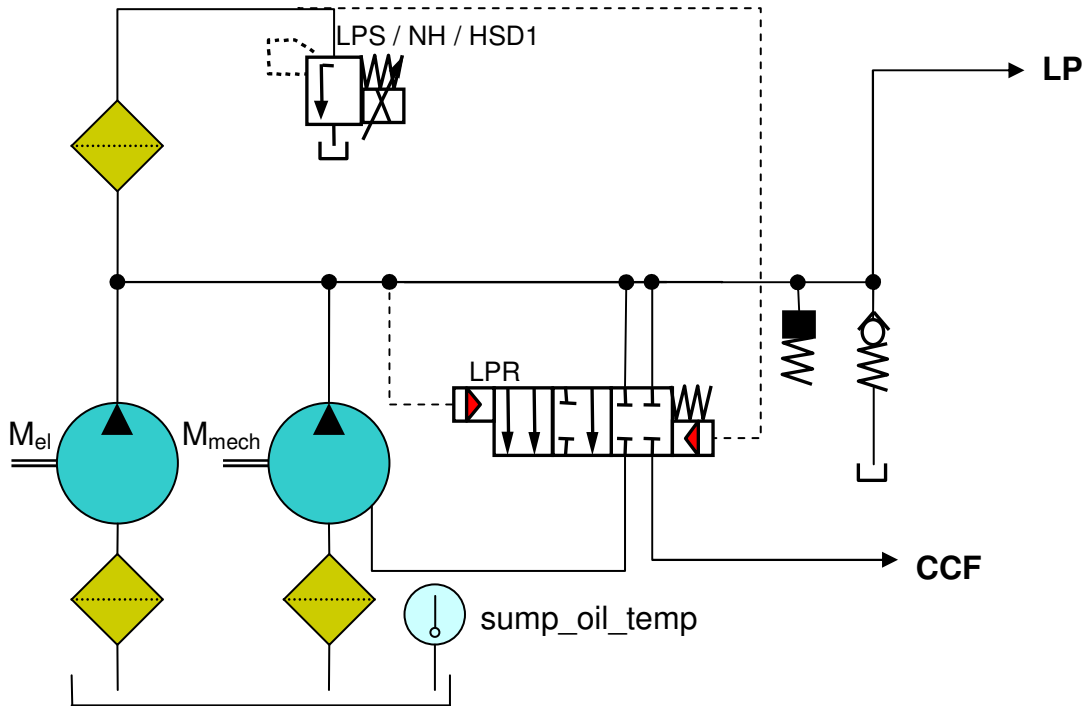 LPS / NH / HSD1
LP
LPR
Mel
Mmech
CCF
sump_oil_temp